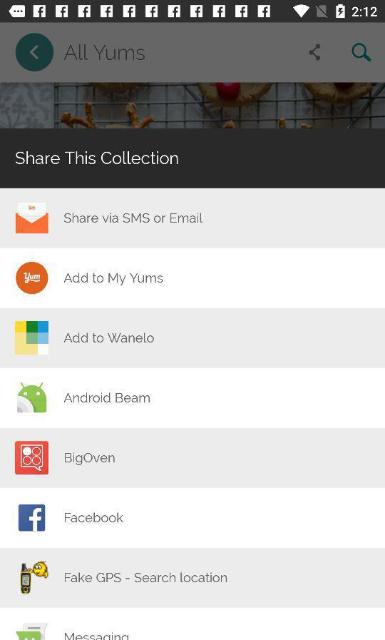 2:12
All Yums
Share This Collection
Share via SMS or Email
Yum
Add to My Yums
Add to Wanelo
Android Beam
BigOven
Facebook
Fake GPS - Search location
Messaging